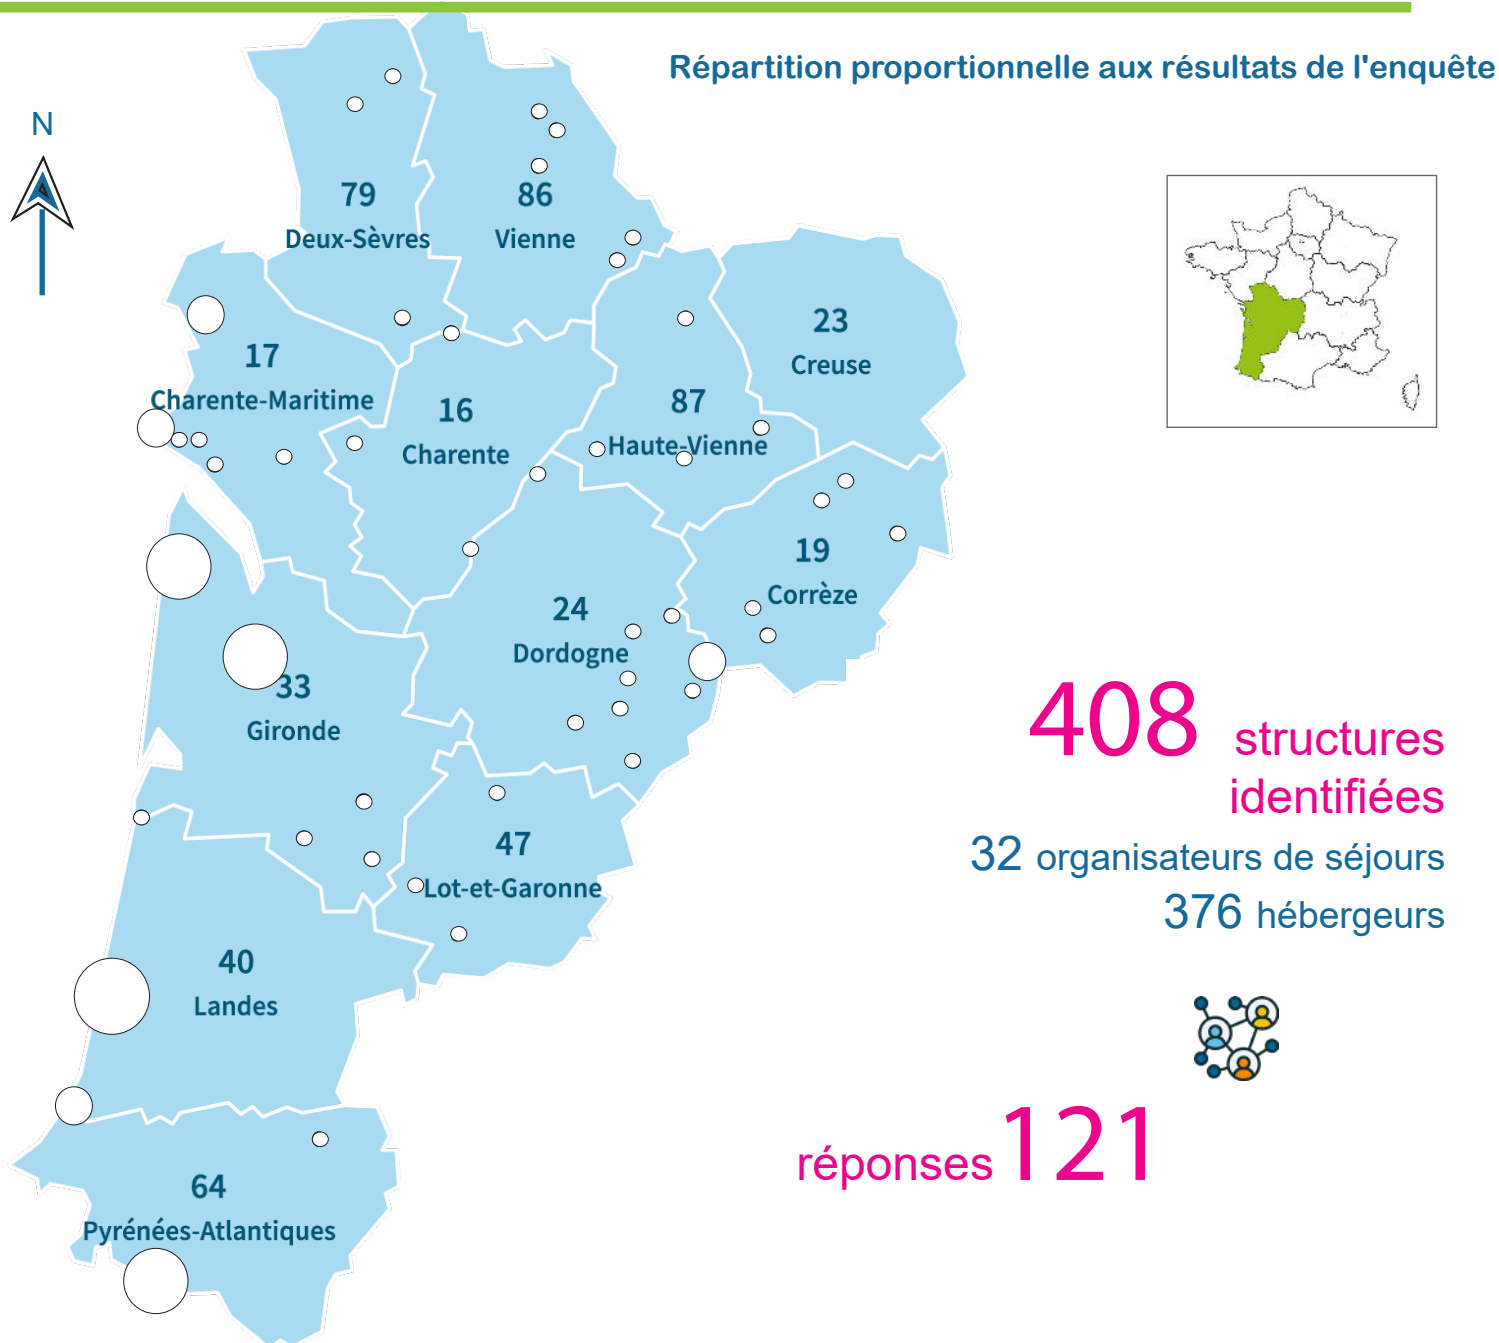 Répartition proportionnelle aux résultats de l'enquête
N
79
Deux-Sèvres
86
Vienne
23
Creuse
17
Charente-Maritime
16
Charente
87
Haute-Vienne
19
Corrèze
24
Dordogne
33
Gironde
47
Lot-et-Garonne
40
Landes
64
Pyrénées-Atlantiques
408 structures
identifiées
32 organisateurs de séjours
376 hébergeurs
réponses 121